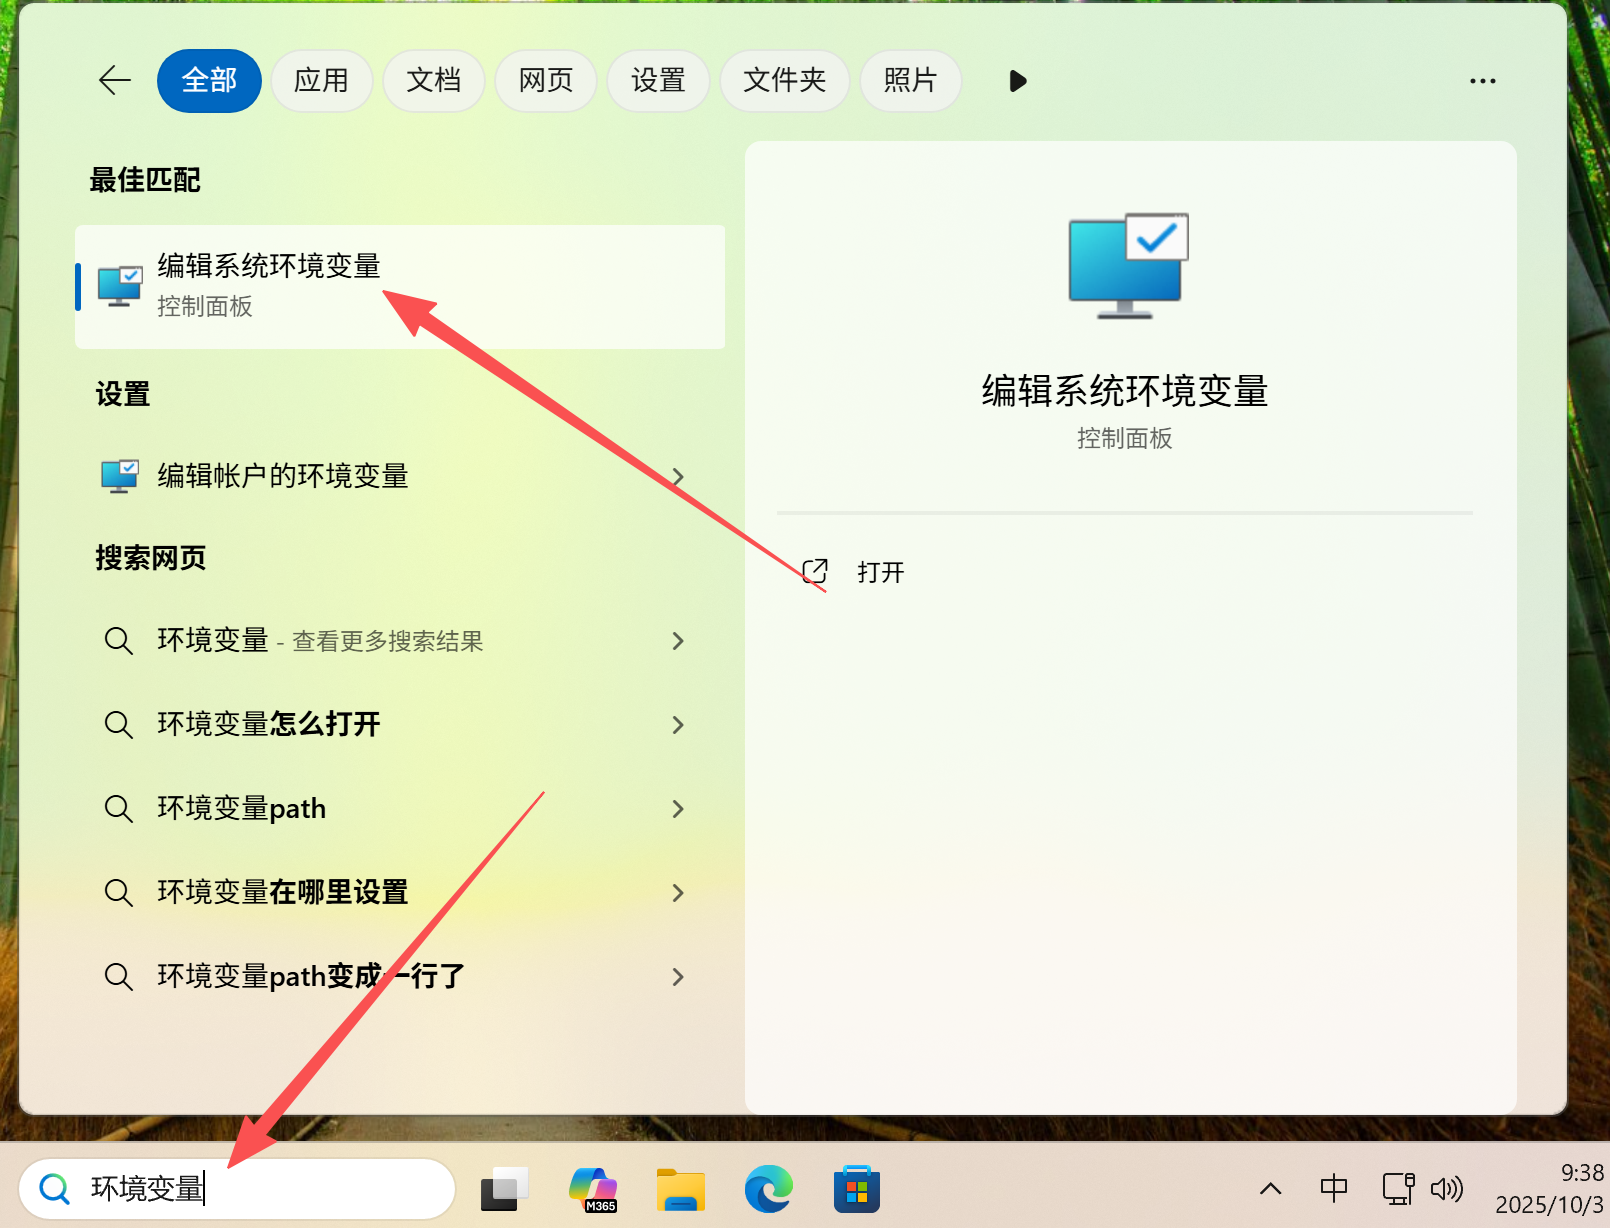 全部 应用 文档 网页 设置 文件夹 照片
最佳匹配
编辑系统环境变量
控制面板
设置
编辑帐户的环境变量
搜索网页
环境变量 - 查看更多搜索结果
环境变量怎么打开
环境变量path
环境变量在哪里设置
环境变量path变成一行了
编辑系统环境变量
控制面板
打开
环境变量
M365
中
9:38
2025/10/3